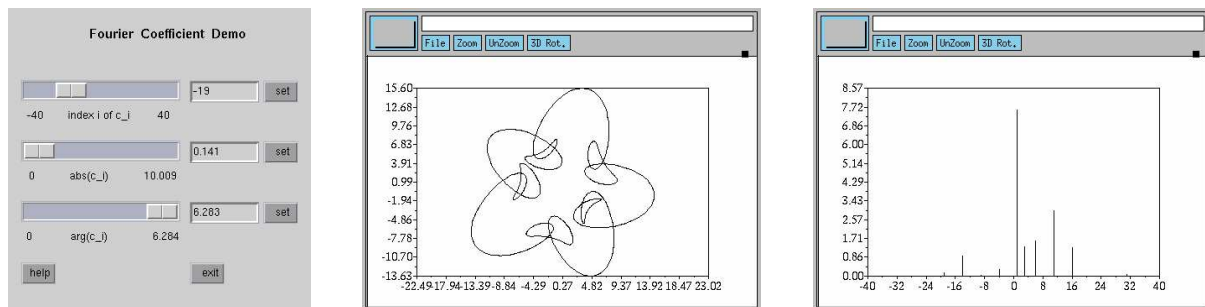 Fourier Coefficient Demo
-19 set
-40 index i of c_i 40
0.141 set
0 abs(c_i) 10.009
6.283 set
0 arg(c_i) 6.284
help exit
File Zoom UnZoom 3D Rot.
15.60
12.68
9.76
6.83
3.91
0.99
-1.94
-4.86
-7.78
-10.70
-13.63
-22.49 -17.94 -13.39 -8.84 -4.29 0.27 4.82 9.37 13.92 18.47 23.02
File Zoom UnZoom 3D Rot.
8.57
7.72
6.86
6.00
5.14
4.29
3.43
2.57
1.71
0.86
0.00
-40 -32 -24 -16 -8 0 8 16 24 32 40